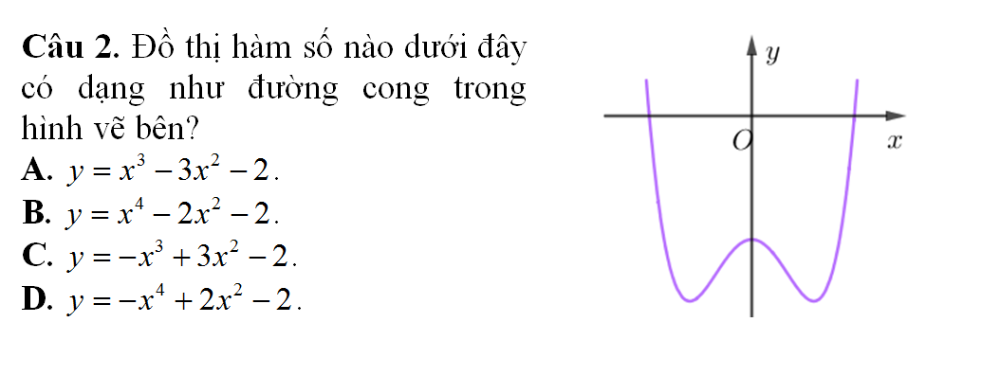 Câu 2. Đồ thị hàm số nào dưới đây
có dạng như đường cong trong
hình vẽ bên?
A. y = x³ − 3x² − 2.
B. y = x⁴ − 2x² − 2.
C. y = −x³ + 3x² − 2.
D. y = −x⁴ + 2x² − 2.
y
O
x